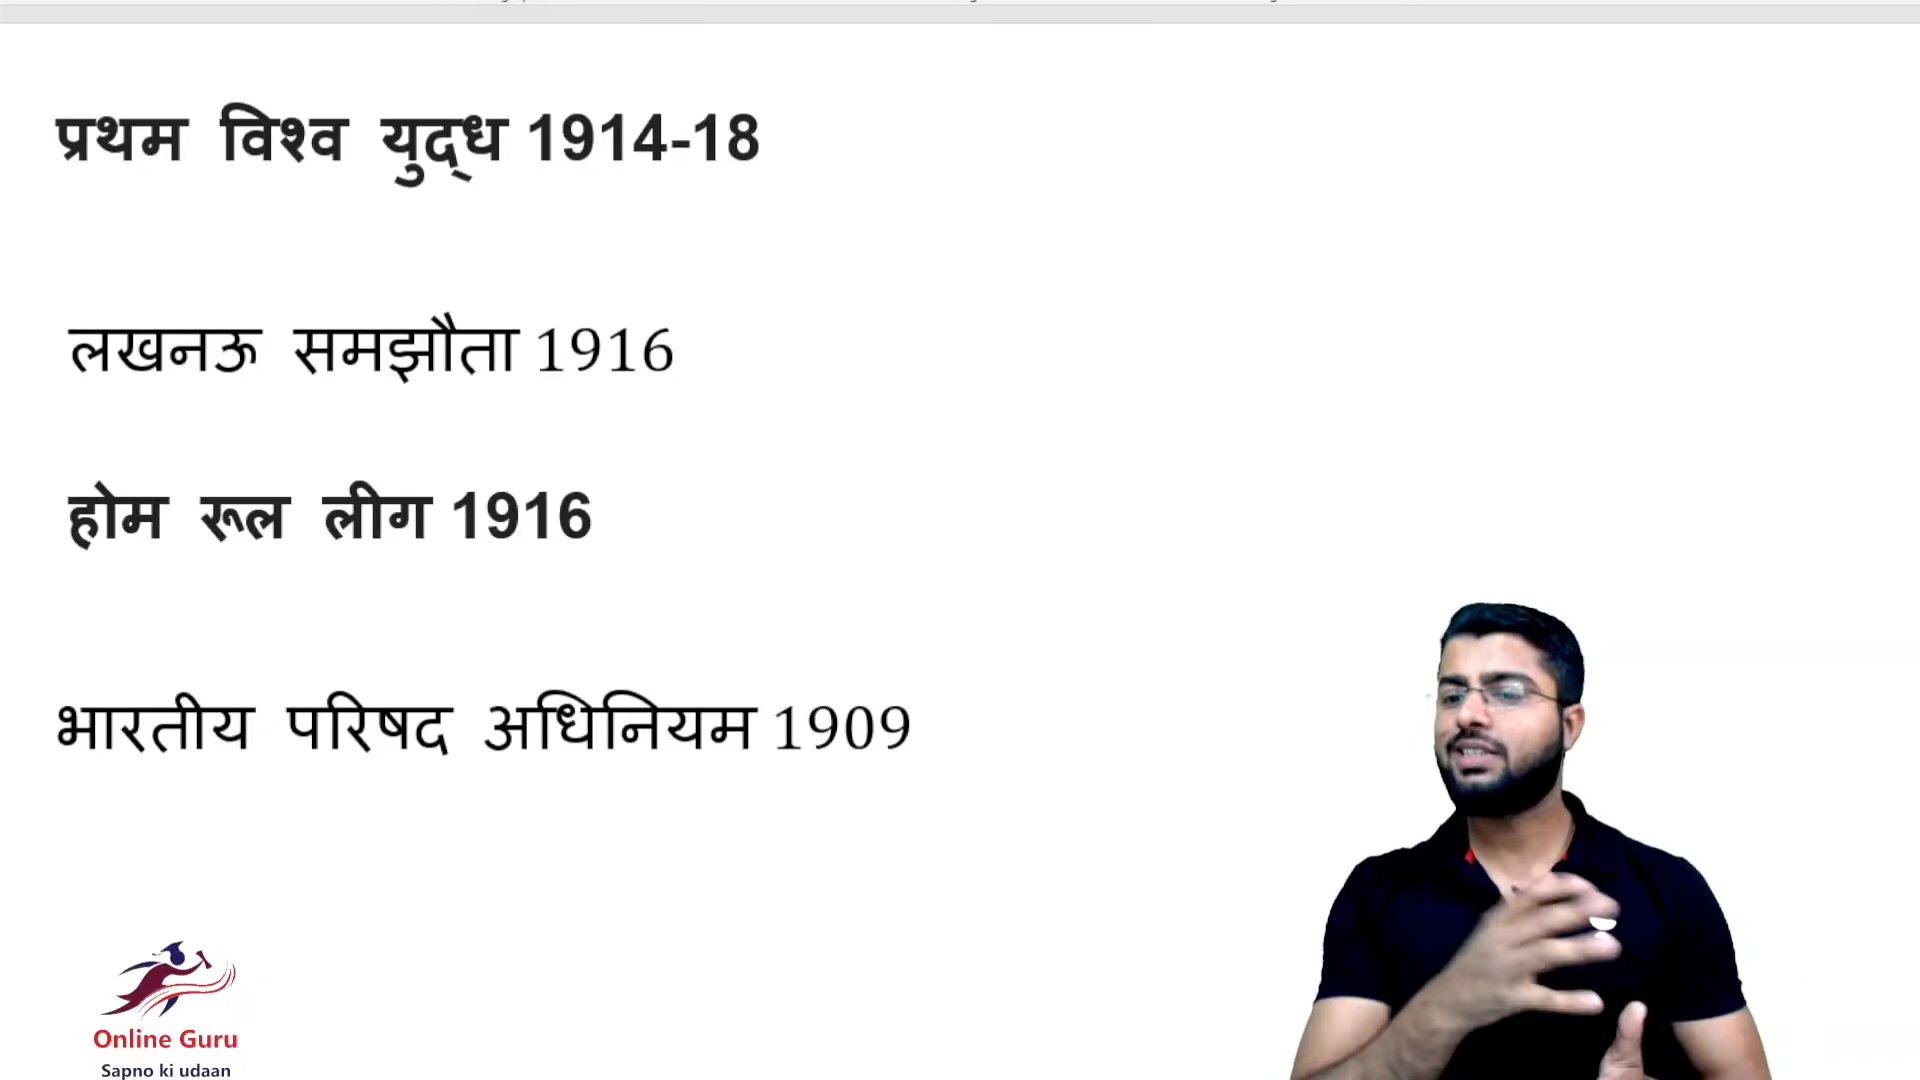 प्रथम विश्व युद्ध 1914-18
लखनऊ समझौता 1916
होम रूल लीग 1916
भारतीय परिषद अधिनियम 1909
Online Guru
Sapno ki udaan